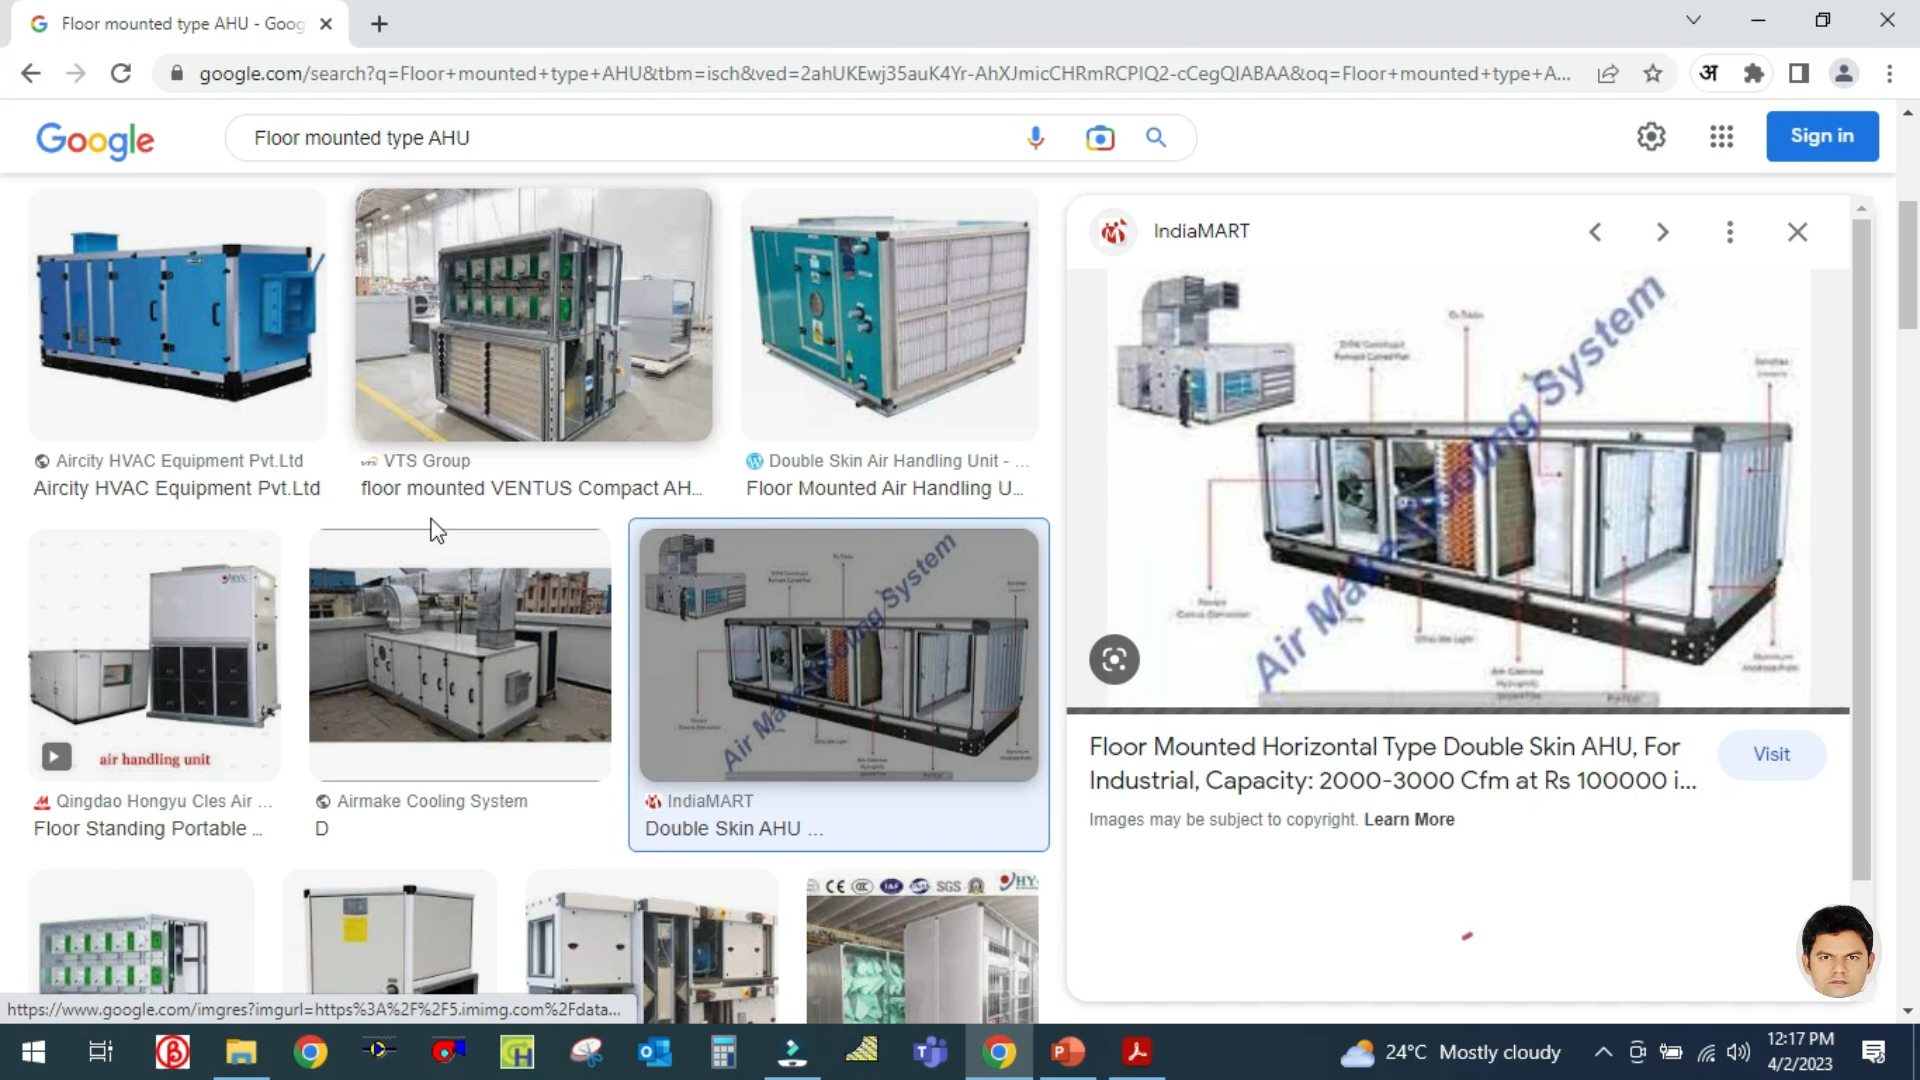 Floor mounted type AHU - Goog
google.com/search?q=Floor+mounted+type+AHU&tbm=isch&ved=2ahUKEwj35auK4Yr-AhXJmicCHRmRCPIQ2-cCegQIABAA&oq=Floor+mounted+type+A...
अ
Google
Floor mounted type AHU
Sign in
Aircity HVAC Equipment Pvt.Ltd
Aircity HVAC Equipment Pvt.Ltd
VTS Group
floor mounted VENTUS Compact AH...
Double Skin Air Handling Unit - ...
Floor Mounted Air Handling U...
air handling unit
Qingdao Hongyu Cles Air ...
Floor Standing Portable ...
Airmake Cooling System
D
IndiaMART
Double Skin AHU ...
CE
SGS
IndiaMART
System
Floor Mounted Horizontal Type Double Skin AHU, For
Industrial, Capacity: 2000-3000 Cfm at Rs 100000 i...
Visit
Images may be subject to copyright. Learn More
https://www.google.com/imgres?imgurl=https%3A%2F%2F5.imimg.com%2Fdata...
24°C Mostly cloudy
12:17 PM
4/2/2023